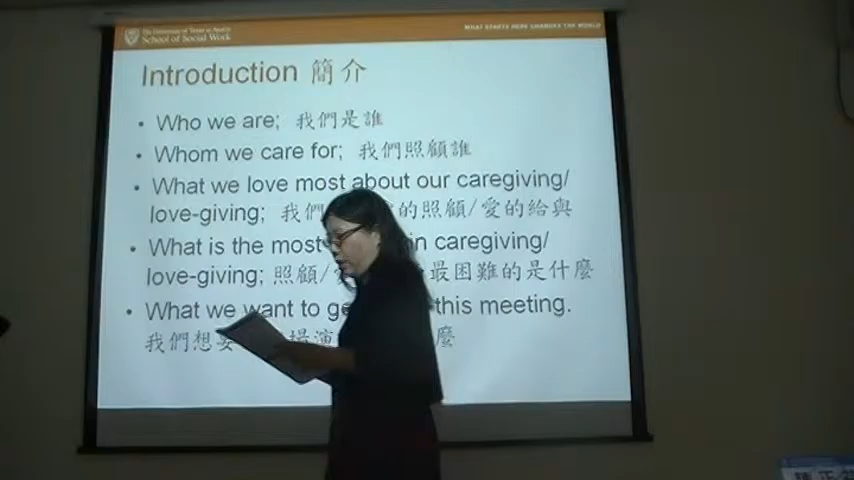 The University of Texas at Austin
School of Social Work
WHAT STARTS HERE CHANGES THE WORLD
Introduction 簡介
• Who we are; 我們是誰
• Whom we care for; 我們照顧誰
• What we love most about our caregiving/
love-giving; 我們 的照顧/愛的給與
• What is the most in caregiving/
love-giving; 照顧/ 最困難的是什麼
• What we want to this meeting.
我們想要 麼